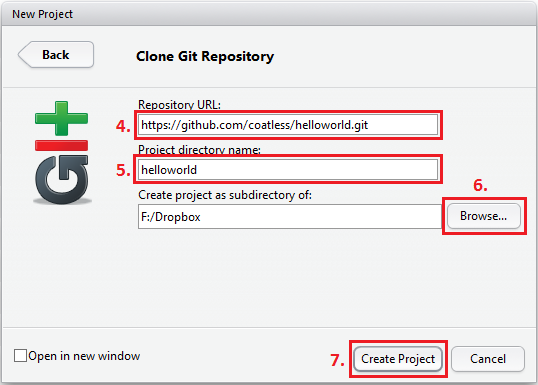 New Project
Back
Clone Git Repository
Repository URL:
4. https://github.com/coatless/helloworld.git
Project directory name:
5. helloworld
6.
Create project as subdirectory of:
F:/Dropbox Browse...
git
Open in new window 7. Create Project Cancel